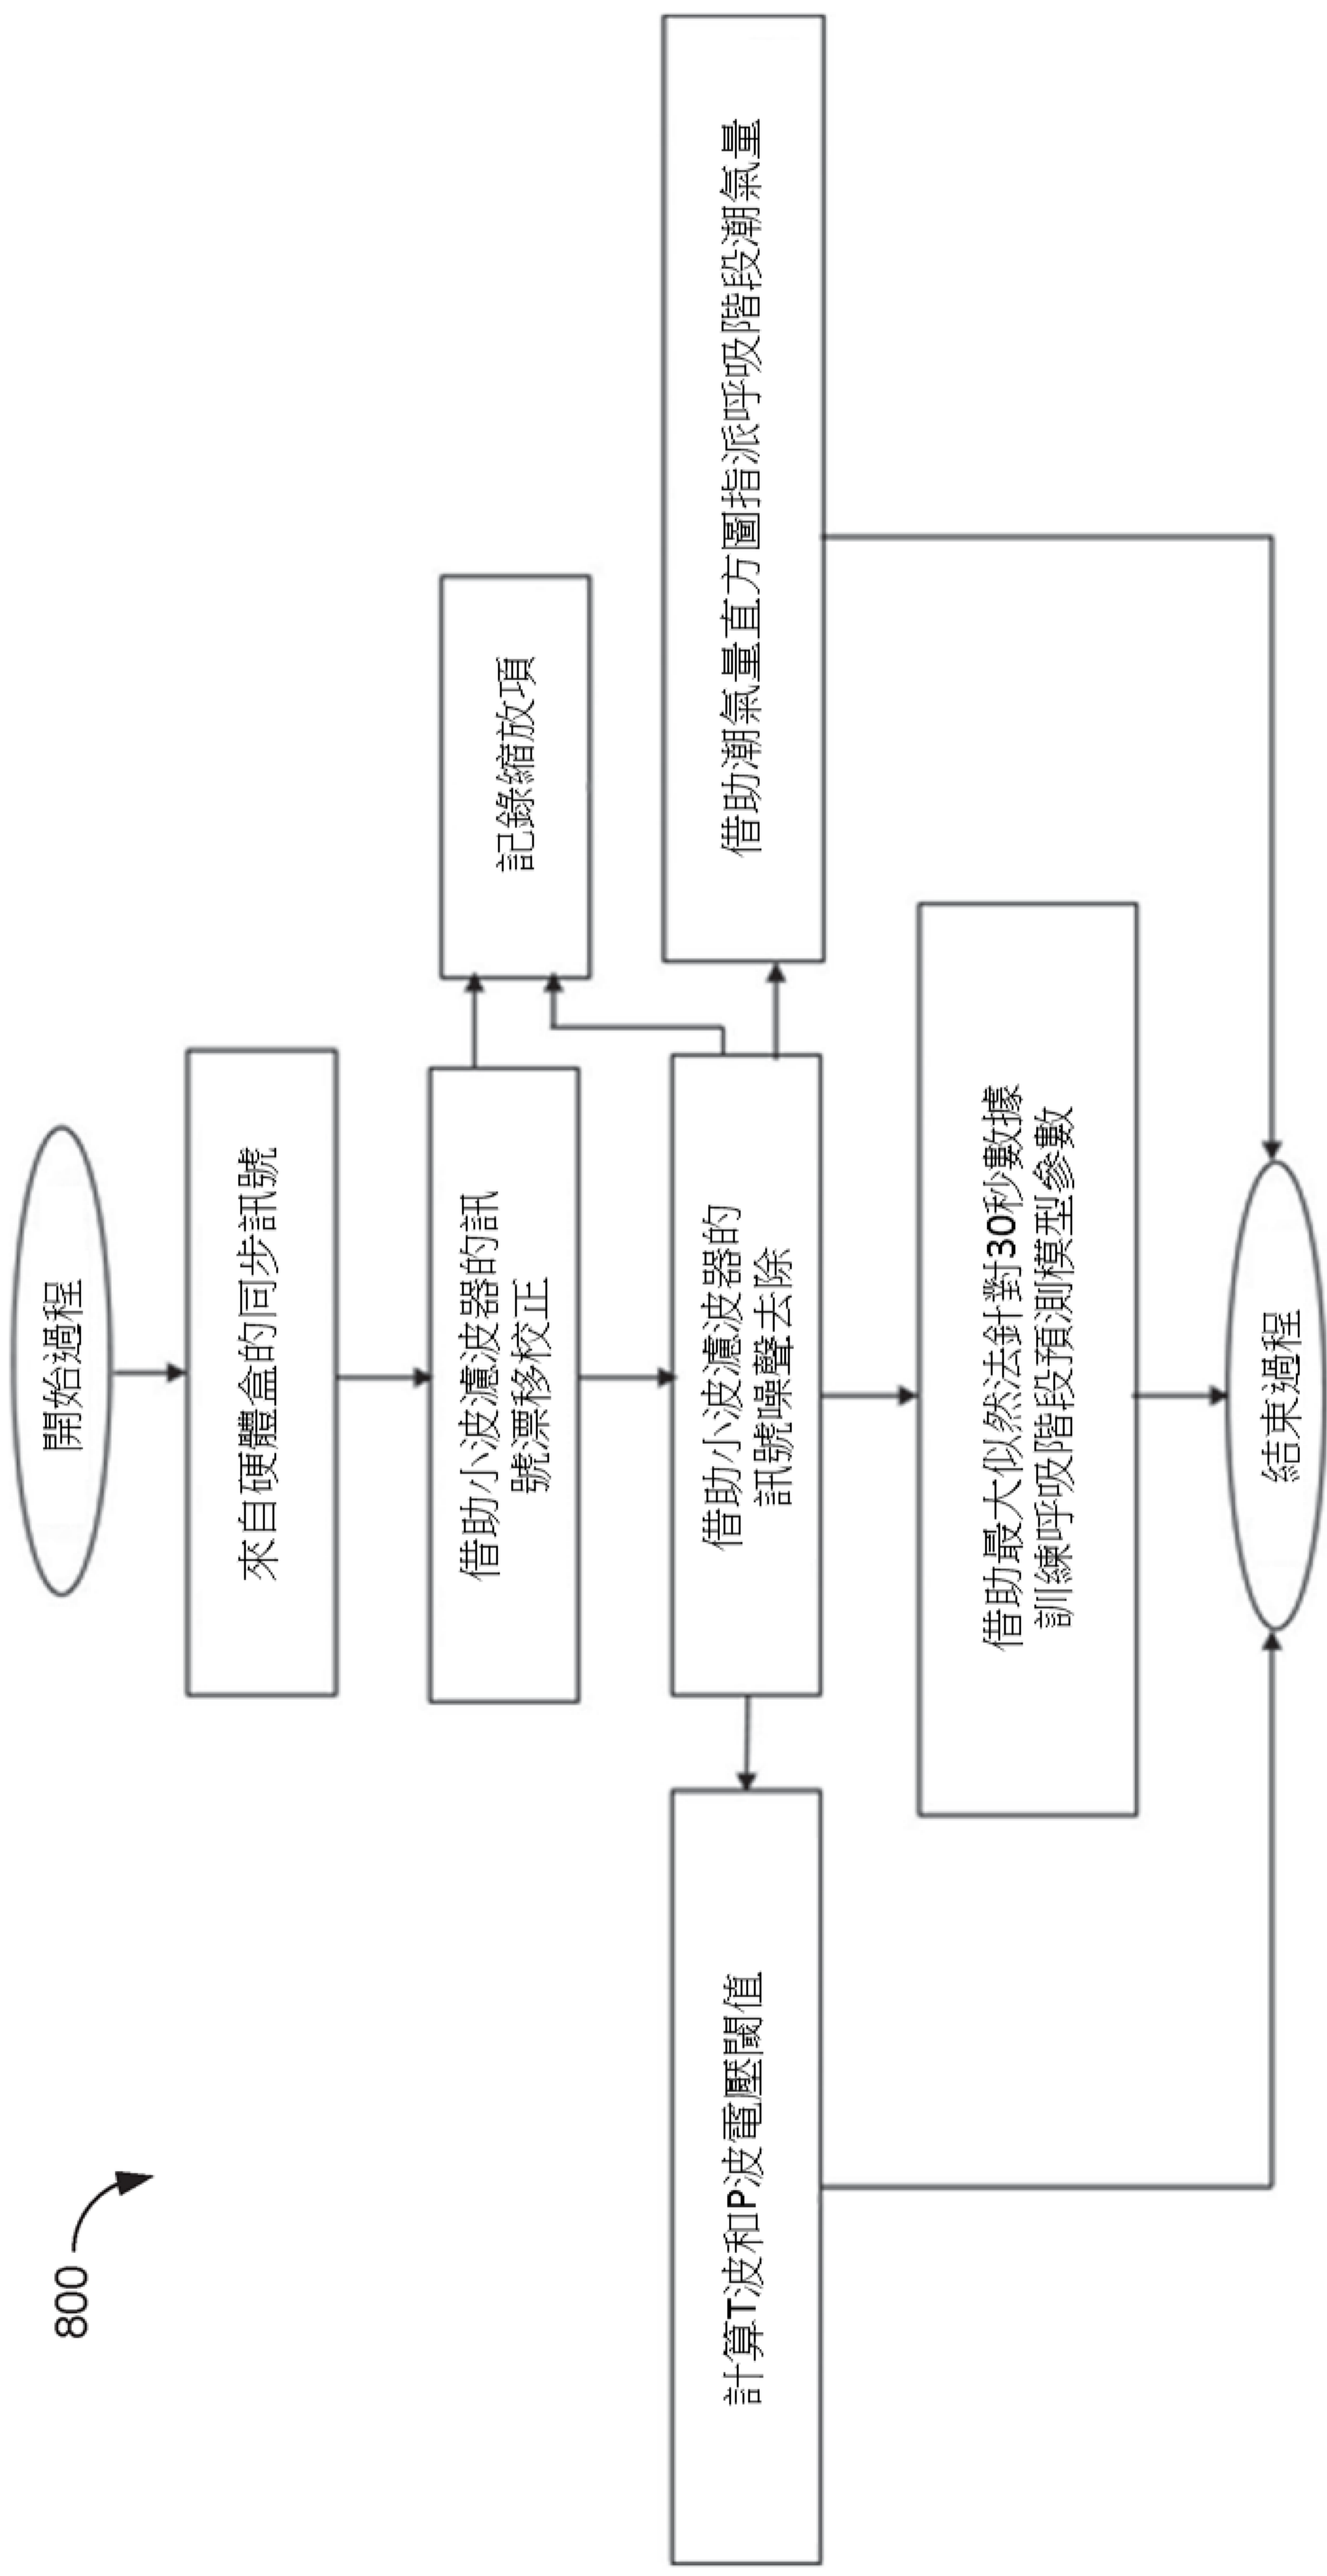 800
開始過程
來自硬體盒的同步訊號
借助小波濾波器的訊
號漂移校正
記錄縮放項
借助小波濾波器的
訊號噪聲去除
計算T波和P波電壓閾值
借助潮氣量直方圖指派呼吸階段潮氣量
借助最大似然法針對30秒數據
訓練呼吸階段預測模型參數
結束過程